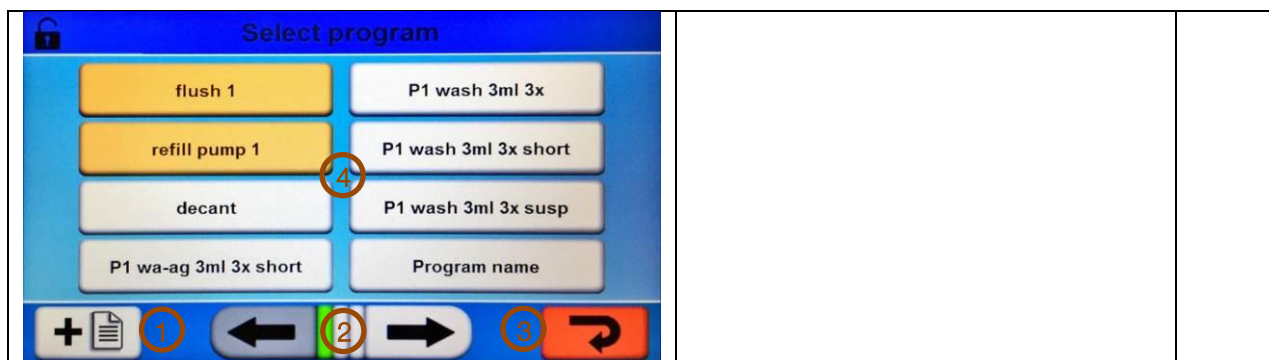 Select program
flush 1
P1 wash 3ml 3x
refill pump 1
P1 wash 3ml 3x short
4
decant
P1 wash 3ml 3x susp
P1 wa-ag 3ml 3x short
Program name
1
2
3